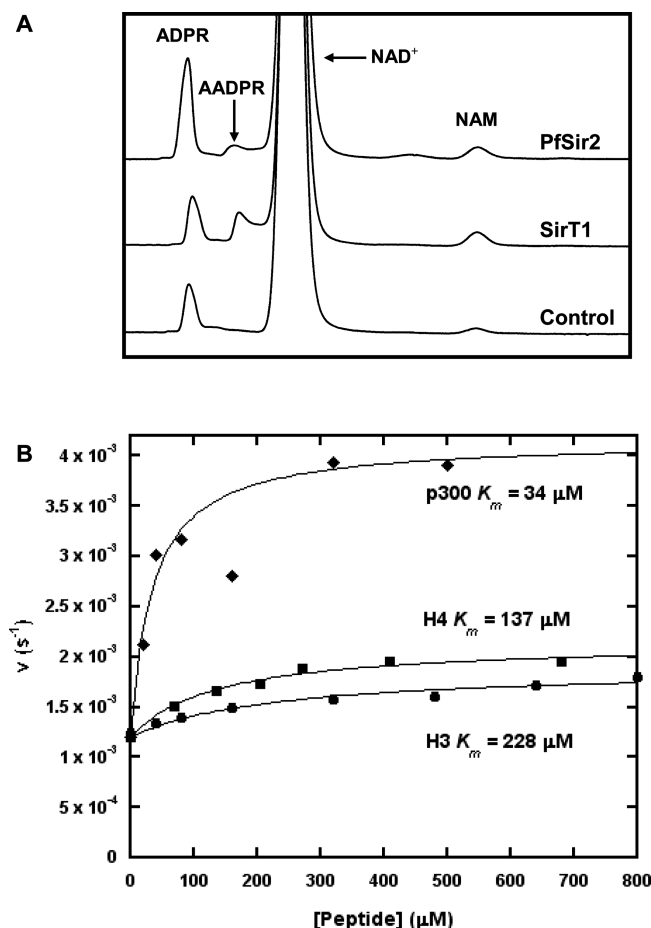 A
ADPR
AADPR
NAD⁺
NAM
PfSir2
SirT1
Control
B
4 x 10⁻³
3.5 x 10⁻³
3 x 10⁻³
2.5 x 10⁻³
2 x 10⁻³
1.5 x 10⁻³
1 x 10⁻³
5 x 10⁻⁴
0
v (s⁻¹)
p300 Kₘ = 34 µM
H4 Kₘ = 137 µM
H3 Kₘ = 228 µM
0 100 200 300 400 500 600 700 800
[Peptide] (µM)